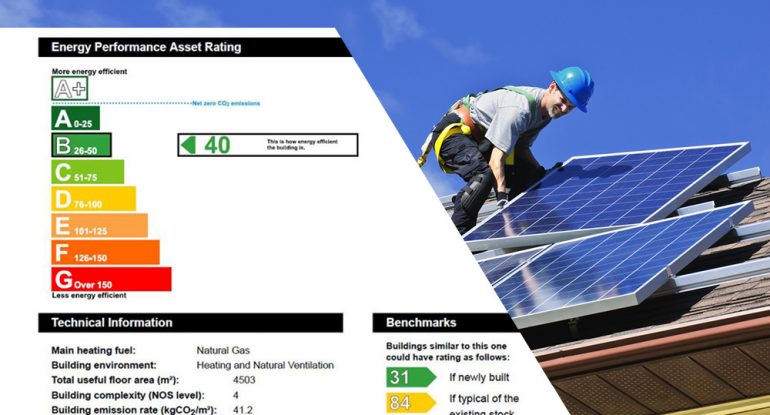 Energy Performance Asset Rating
More energy efficient
A+
Net zero CO₂ emissions
A 0-25
B 26-50
40
This is how energy efficient
the building is.
C 51-75
D 76-100
E 101-125
F 126-150
G Over 150
Less energy efficient
Technical Information
Main heating fuel: Natural Gas
Building environment: Heating and Natural Ventilation
Total useful floor area (m²): 4503
Building complexity (NOS level): 4
Building emission rate (kgCO₂/m²): 41.2
Benchmarks
Buildings similar to this one
could have rating as follows:
31 If newly built
84 If typical of the
existing stock